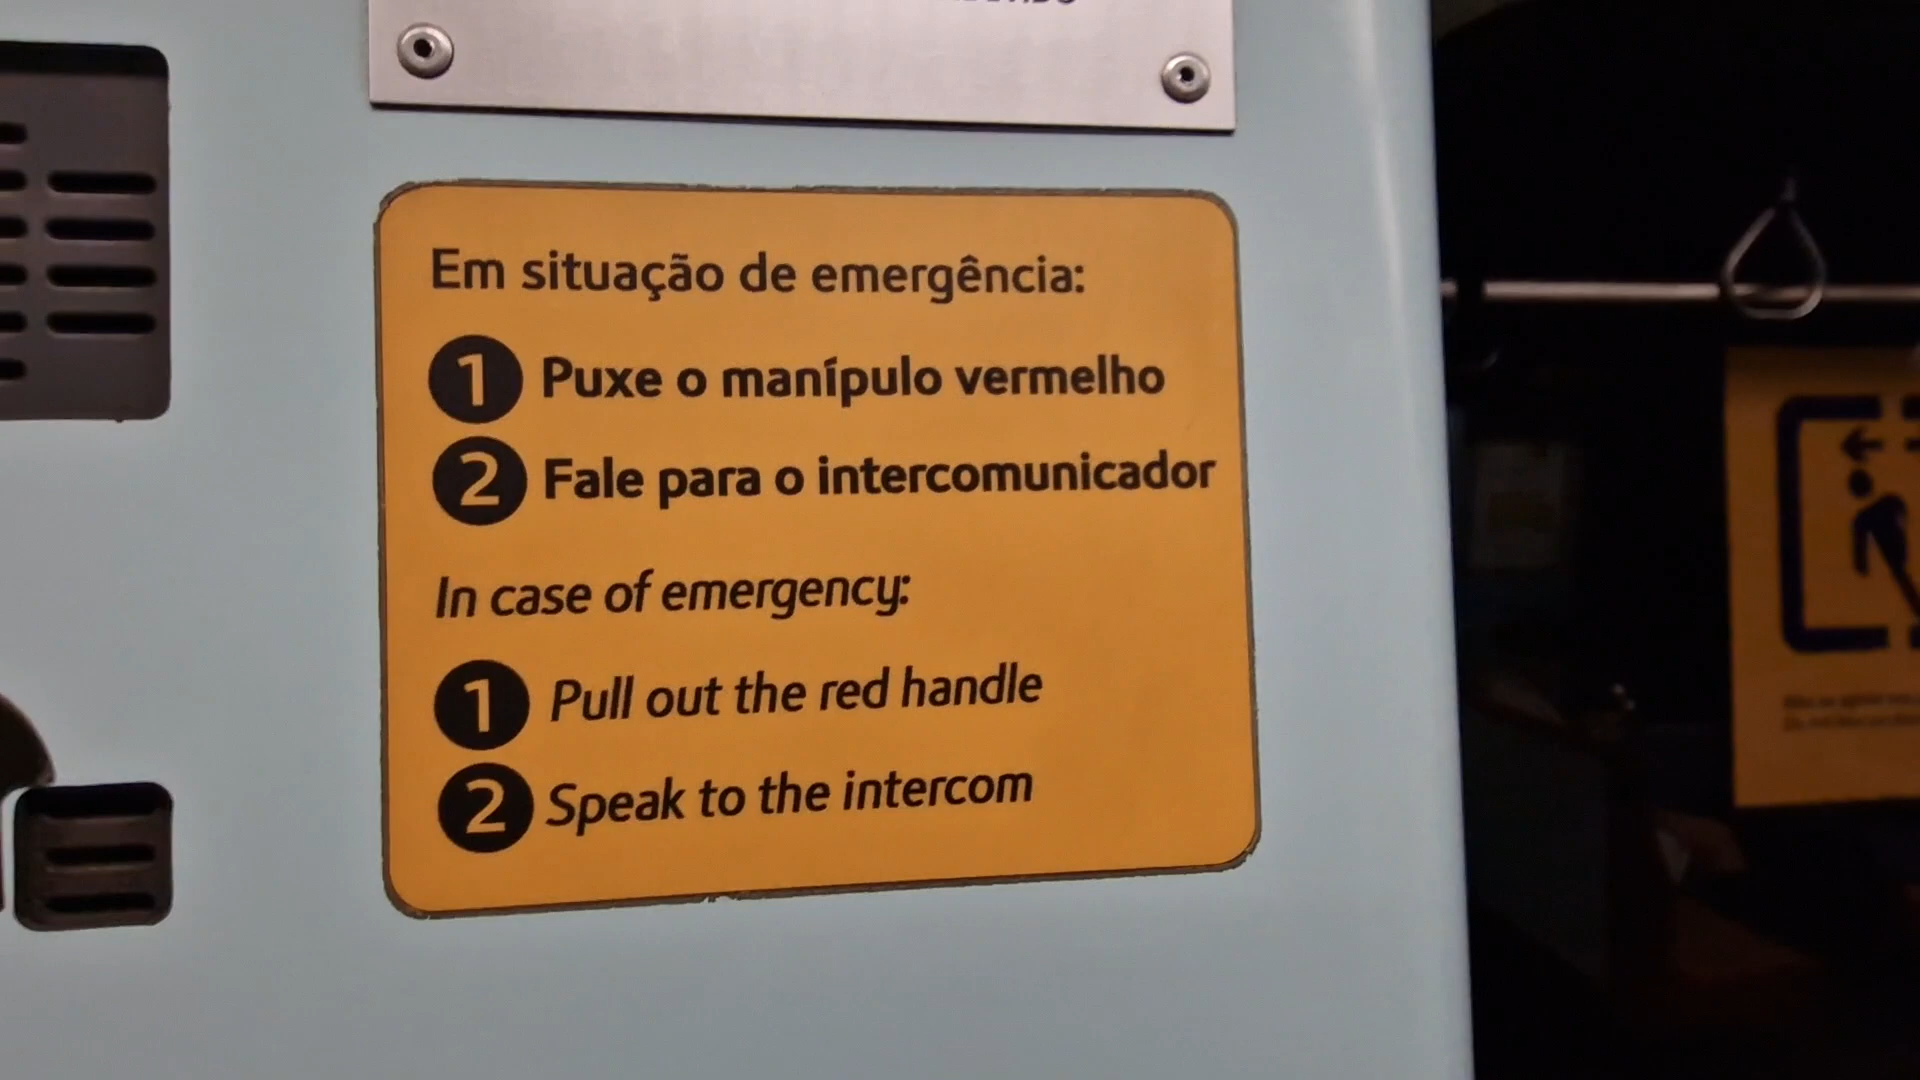 Em situação de emergência:
1 Puxe o manípulo vermelho
2 Fale para o intercomunicador
In case of emergency:
1 Pull out the red handle
2 Speak to the intercom